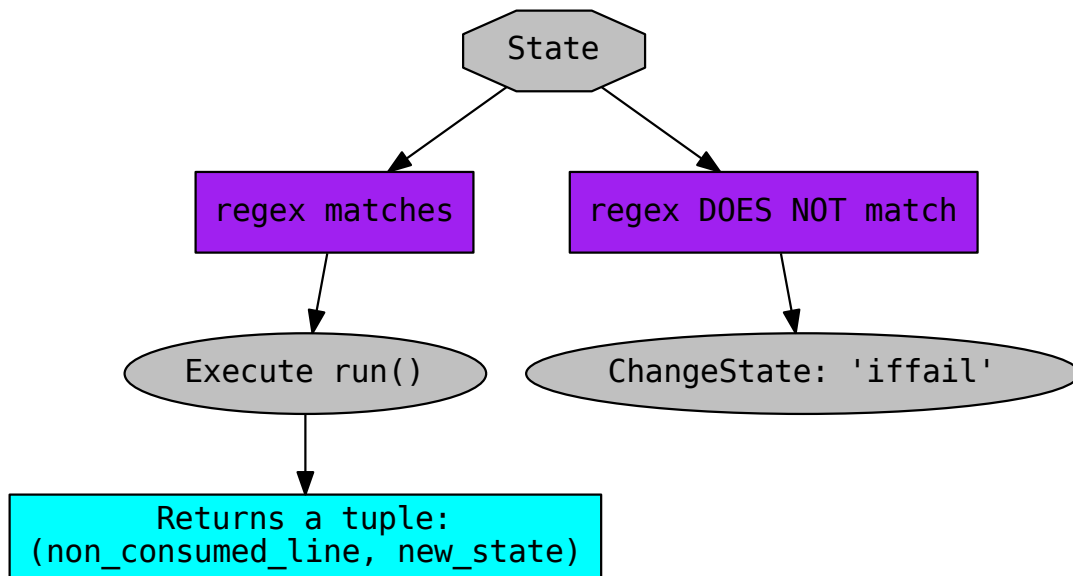 State
regex matches
regex DOES NOT match
Execute run()
ChangeState: 'iffail'
Returns a tuple:
(non_consumed_line, new_state)